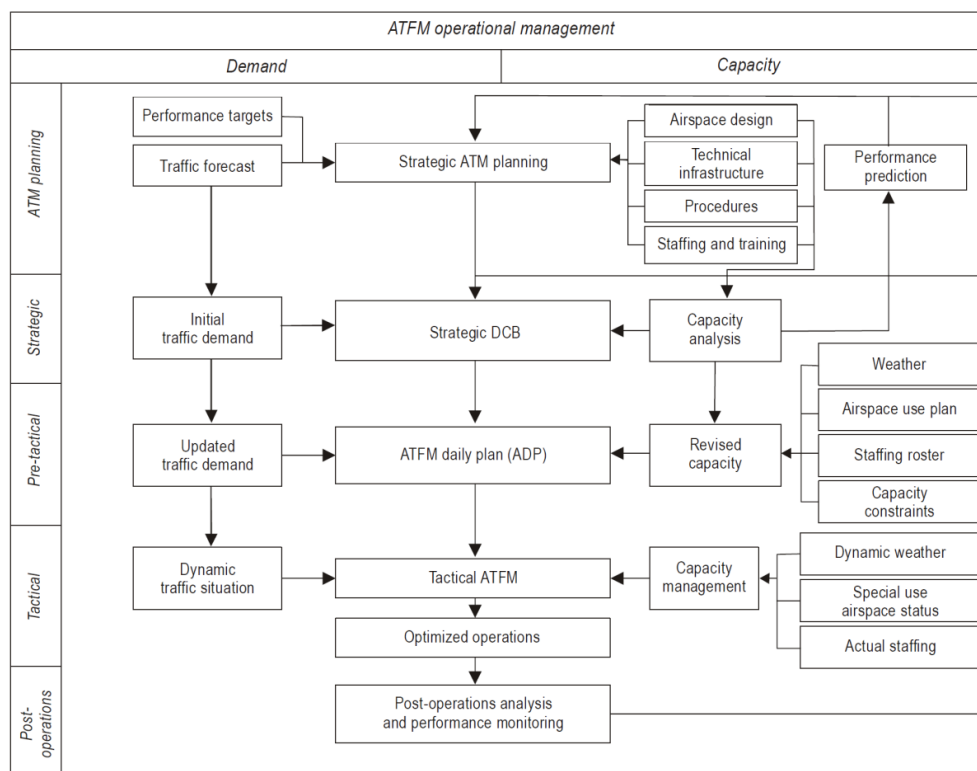 ATFM operational management
Demand
Capacity
ATM planning
Performance targets
Traffic forecast
Strategic ATM planning
Airspace design
Technical
infrastructure
Procedures
Staffing and training
Performance
prediction
Strategic
Initial
traffic demand
Strategic DCB
Capacity
analysis
Pre-tactical
Updated
traffic demand
ATFM daily plan (ADP)
Revised
capacity
Weather
Airspace use plan
Staffing roster
Capacity
constraints
Tactical
Dynamic
traffic situation
Tactical ATFM
Capacity
management
Dynamic weather
Special use
airspace status
Actual staffing
Optimized operations
Post-
operations
Post-operations analysis
and performance monitoring